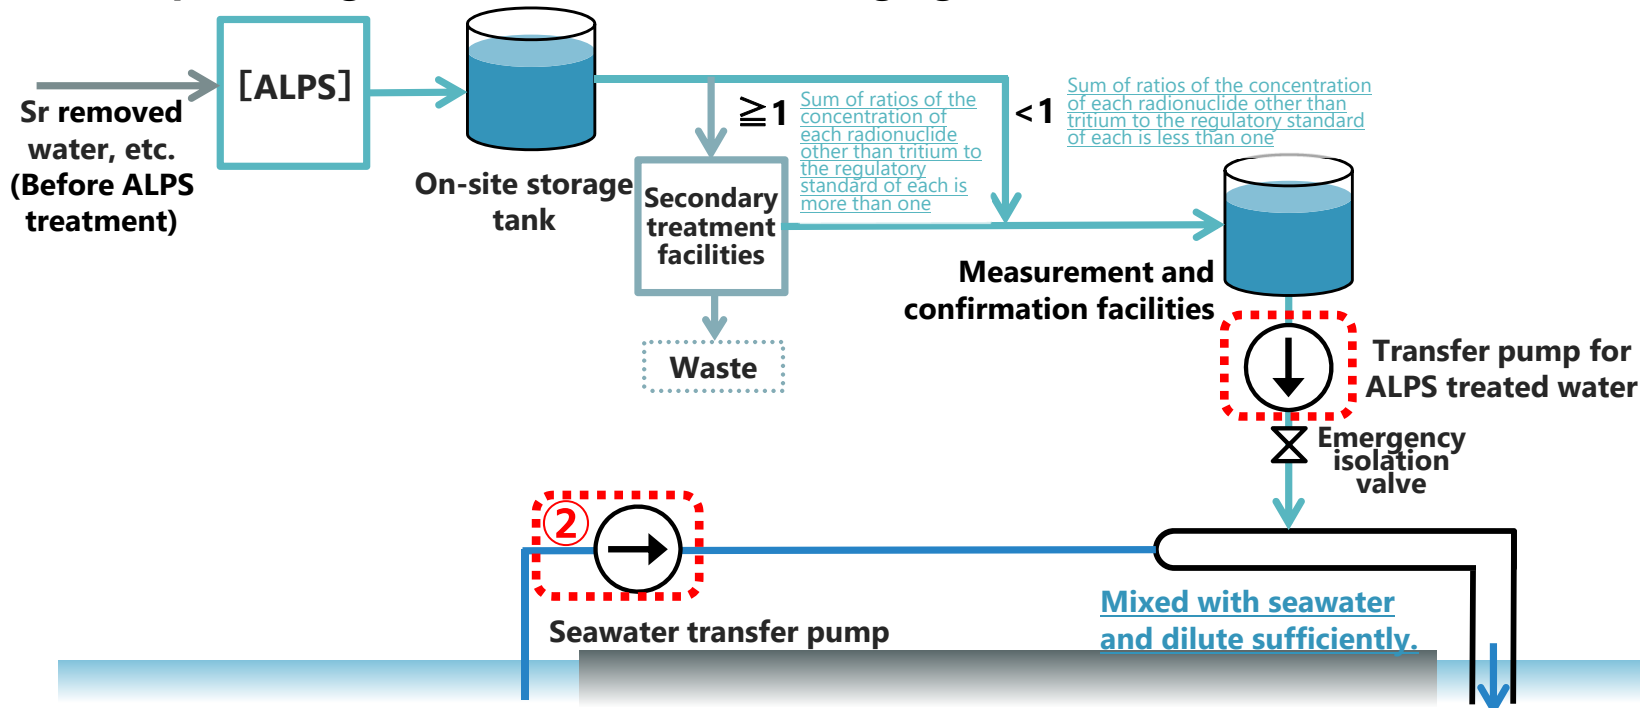 [ALPS]
Sr removed
water, etc.
(Before ALPS
treatment)
On-site storage
tank
≧1
Sum of ratios of the
concentration of
each radionuclide
other than tritium to
the regulatory
standard of each is
more than one
<1
Sum of ratios of the concentration
of each radionuclide other than
tritium to the regulatory standard
of each is less than one
Secondary
treatment
facilities
Waste
Measurement and
confirmation facilities
Transfer pump for
ALPS treated water
Emergency
isolation
valve
②
Seawater transfer pump
Mixed with seawater
and dilute sufficiently.